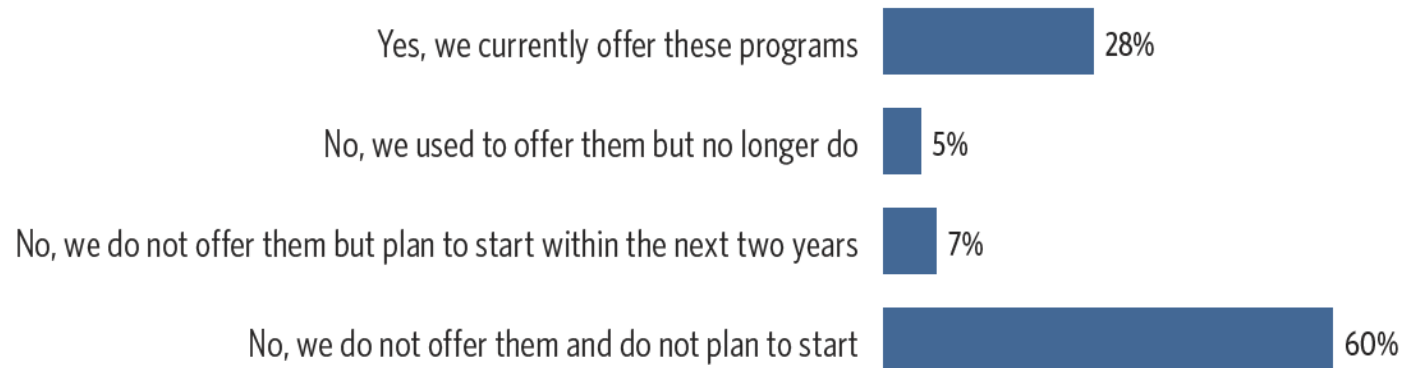 Yes, we currently offer these programs 28%
No, we used to offer them but no longer do 5%
No, we do not offer them but plan to start within the next two years 7%
No, we do not offer them and do not plan to start 60%